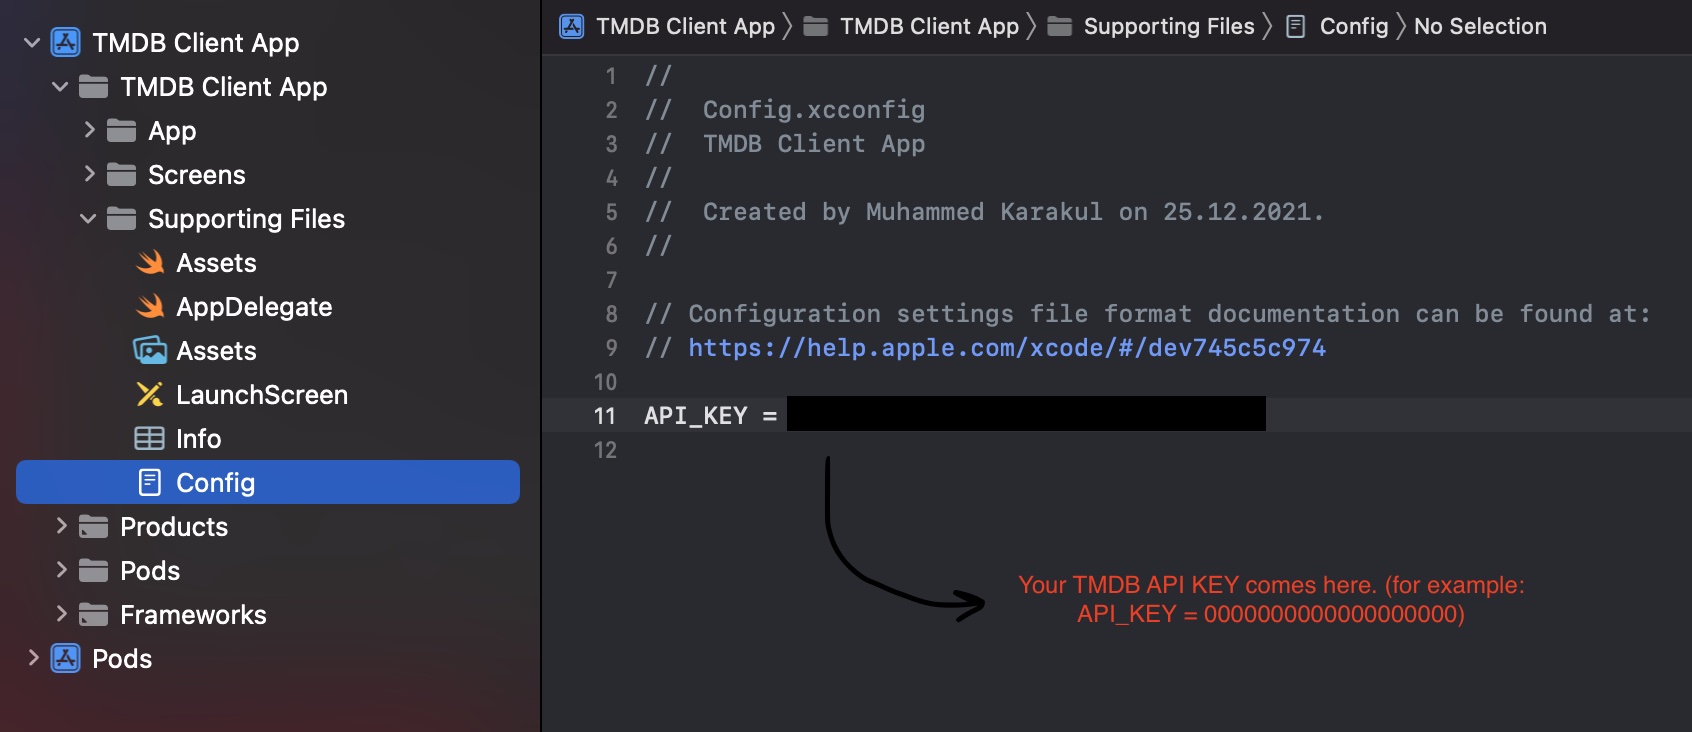 TMDB Client App
TMDB Client App
App
Screens
Supporting Files
Assets
AppDelegate
Assets
LaunchScreen
Info
Config
Products
Pods
Frameworks
Pods
TMDB Client App TMDB Client App Supporting Files Config No Selection
1 //
2 // Config.xcconfig
3 // TMDB Client App
4 //
5 // Created by Muhammed Karakul on 25.12.2021.
6 //
7
8 // Configuration settings file format documentation can be found at:
9 // https://help.apple.com/xcode/#/dev745c5c974
10
11 API_KEY =
12
Your TMDB API KEY comes here. (for example:
API_KEY = 0000000000000000000)